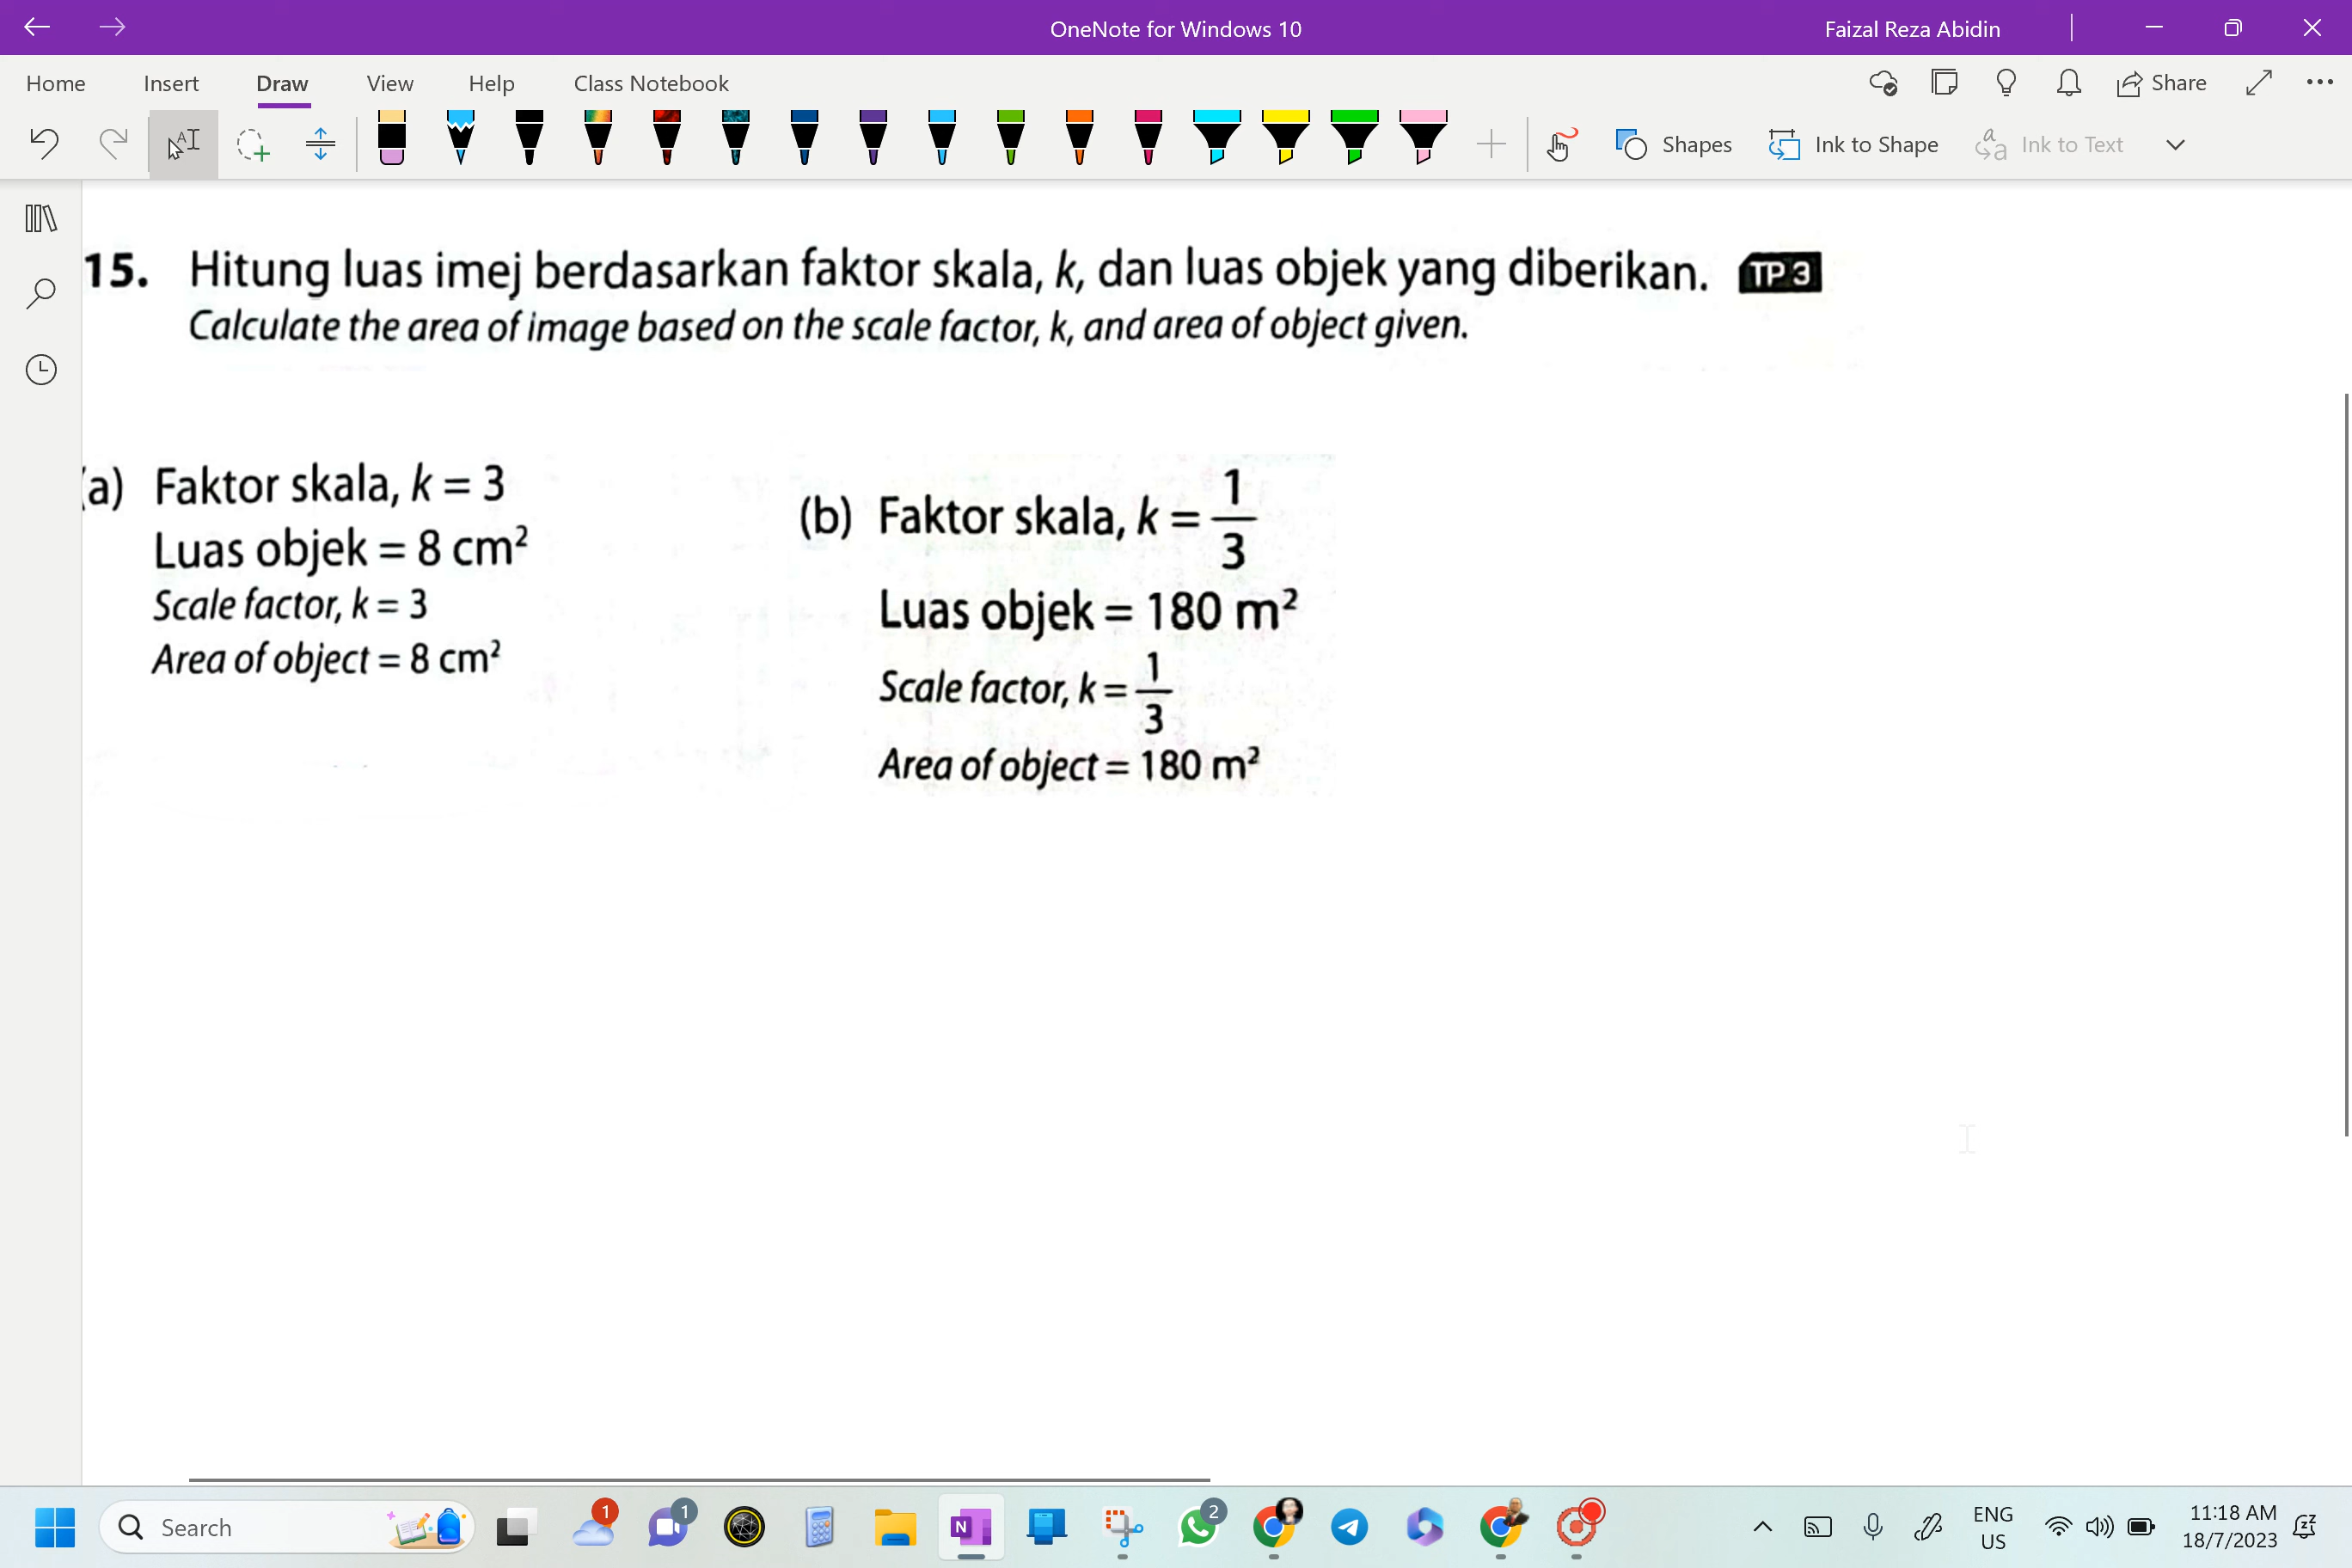 OneNote for Windows 10
Faizal Reza Abidin
Home Insert Draw View Help Class Notebook
Share
Shapes
Ink to Shape
Ink to Text
15. Hitung luas imej berdasarkan faktor skala, k, dan luas objek yang diberikan. TP 3
Calculate the area of image based on the scale factor, k, and area of object given.
(a) Faktor skala, k = 3
Luas objek = 8 cm²
Scale factor, k = 3
Area of object = 8 cm²
(b) Faktor skala, k = 1/3
Luas objek = 180 m²
Scale factor, k = 1/3
Area of object = 180 m²
Search
1
1
N
2
ENG
US
11:18 AM
18/7/2023